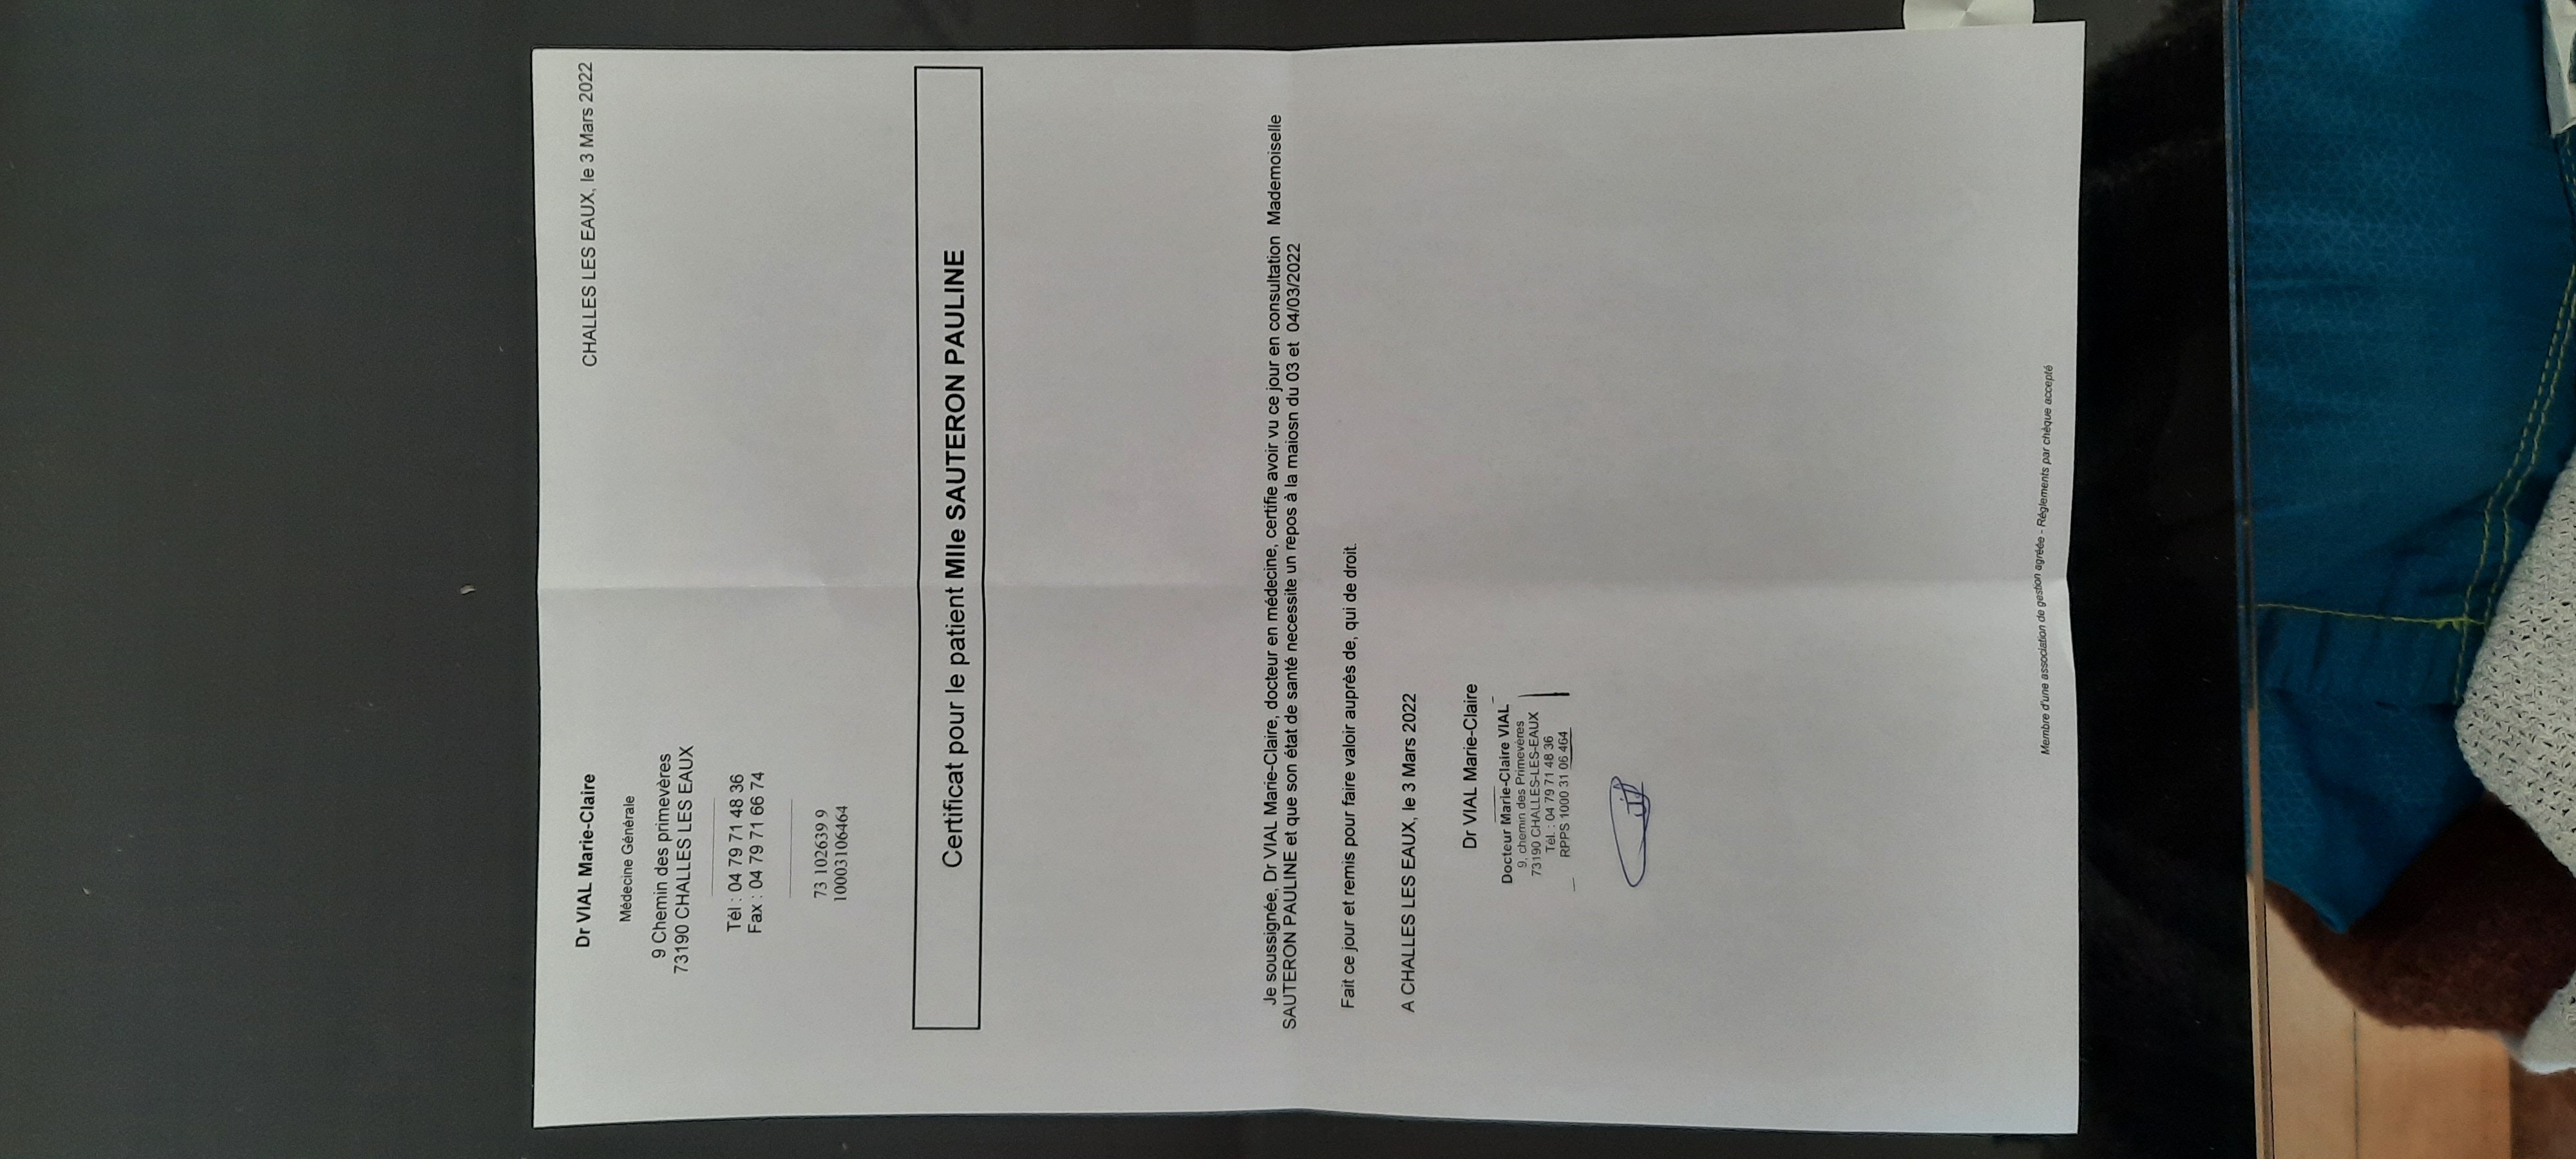 Dr VIAL Marie-Claire
CHALLES LES EAUX, le 3 Mars 2022
Médecine Générale
9 Chemin des primevères
73190 CHALLES LES EAUX
Tél : 04 79 71 48 36
Fax : 04 79 71 66 74
73 102639 9
10003106464
Certificat pour le patient Mlle SAUTERON PAULINE
Je soussignée, Dr VIAL Marie-Claire, docteur en médecine, certifie avoir vu ce jour en consultation Mademoiselle
SAUTERON PAULINE et que son état de santé necessite un repos à la maiosn du 03 et 04/03/2022
Fait ce jour et remis pour faire valoir auprès de, qui de droit.
A CHALLES LES EAUX, le 3 Mars 2022
Dr VIAL Marie-Claire
Docteur Marie-Claire VIAL
9, chemin des Primevères
73190 CHALLES-LES-EAUX
Tél. : 04 79 71 48 36
RPPS 1000 31 06 464
Membre d'une association de gestion agréée - Réglements par chèque accepté